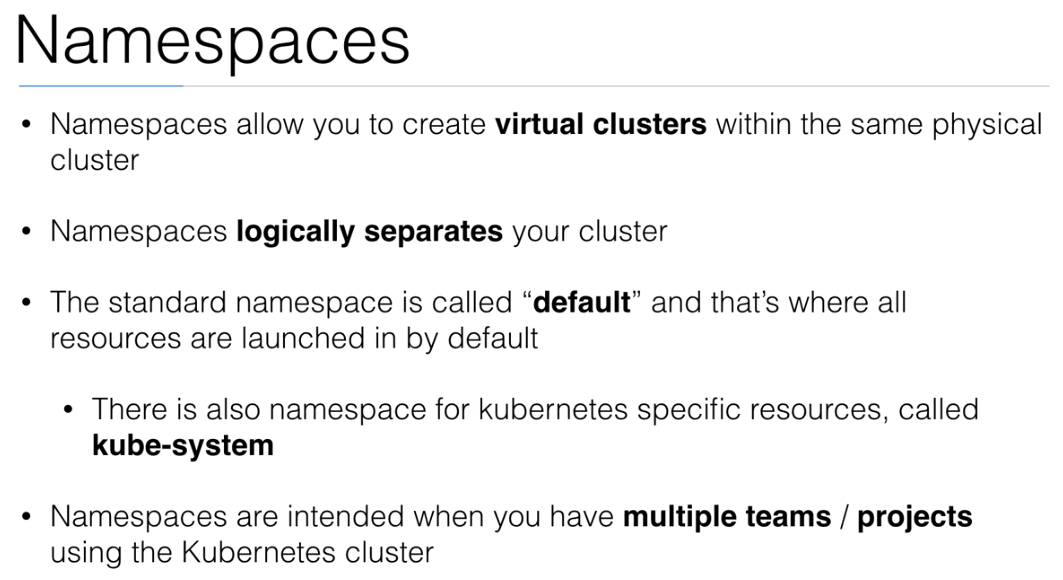 Namespaces
• Namespaces allow you to create virtual clusters within the same physical
cluster
• Namespaces logically separates your cluster
• The standard namespace is called “default” and that’s where all
resources are launched in by default
• There is also namespace for kubernetes specific resources, called
kube-system
• Namespaces are intended when you have multiple teams / projects
using the Kubernetes cluster